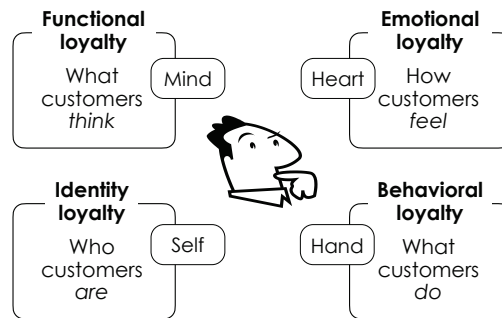 Functional
loyalty
What
customers
think
Mind
Emotional
loyalty
How
customers
feel
Heart
Identity
loyalty
Who
customers
are
Self
Behavioral
loyalty
What
customers
do
Hand